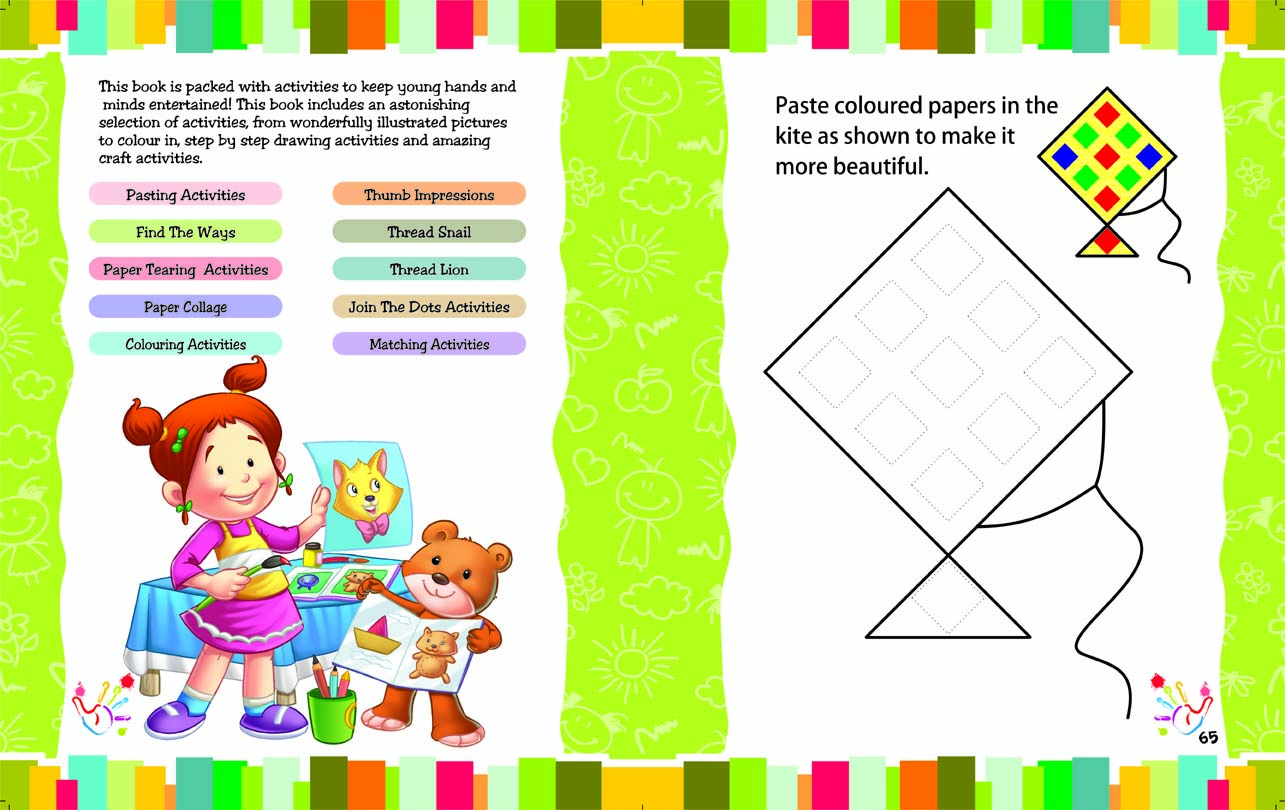 This book is packed with activities to keep young hands and
minds entertained! This book includes an astonishing
selection of activities, from wonderfully illustrated pictures
to colour in, step by step drawing activities and amazing
craft activities.
Pasting Activities
Thumb Impressions
Find The Ways
Thread Snail
Paper Tearing Activities
Thread Lion
Paper Collage
Join The Dots Activities
Colouring Activities
Matching Activities
Paste coloured papers in the
kite as shown to make it
more beautiful.
65